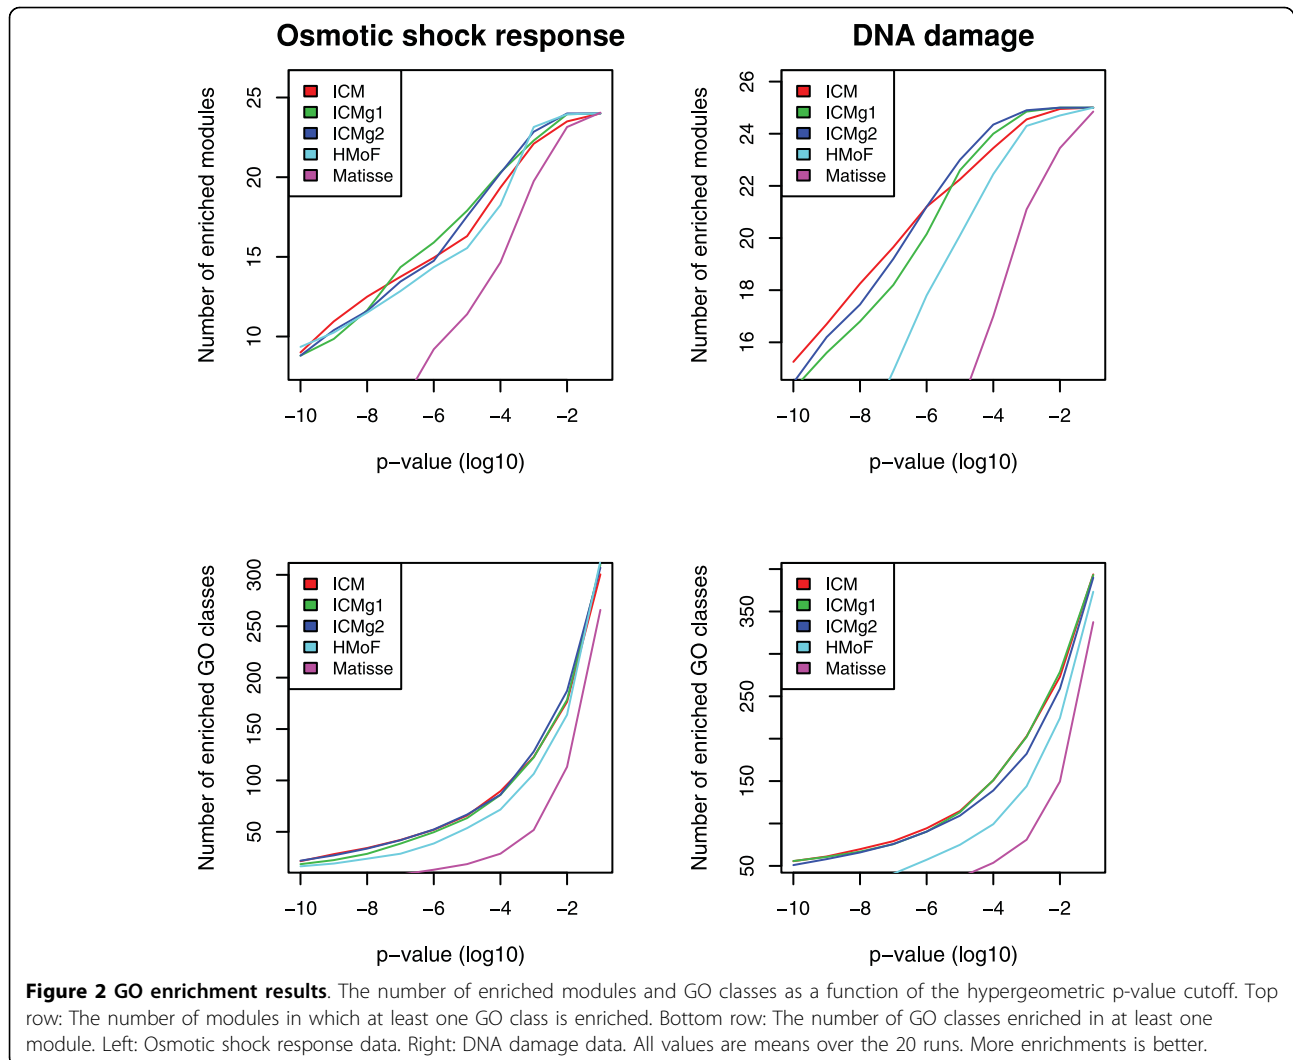 Osmotic shock response
DNA damage
Number of enriched modules
25
20
15
10
ICM
ICMg1
ICMg2
HMoF
Matisse
−10 −8 −6 −4 −2
p−value (log10)
Number of enriched modules
26
24
22
20
18
16
ICM
ICMg1
ICMg2
HMoF
Matisse
−10 −8 −6 −4 −2
p−value (log10)
Number of enriched GO classes
300
250
200
150
100
50
ICM
ICMg1
ICMg2
HMoF
Matisse
−10 −8 −6 −4 −2
p−value (log10)
Number of enriched GO classes
350
250
150
50
ICM
ICMg1
ICMg2
HMoF
Matisse
−10 −8 −6 −4 −2
p−value (log10)
Figure 2 GO enrichment results. The number of enriched modules and GO classes as a function of the hypergeometric p-value cutoff. Top
row: The number of modules in which at least one GO class is enriched. Bottom row: The number of GO classes enriched in at least one
module. Left: Osmotic shock response data. Right: DNA damage data. All values are means over the 20 runs. More enrichments is better.